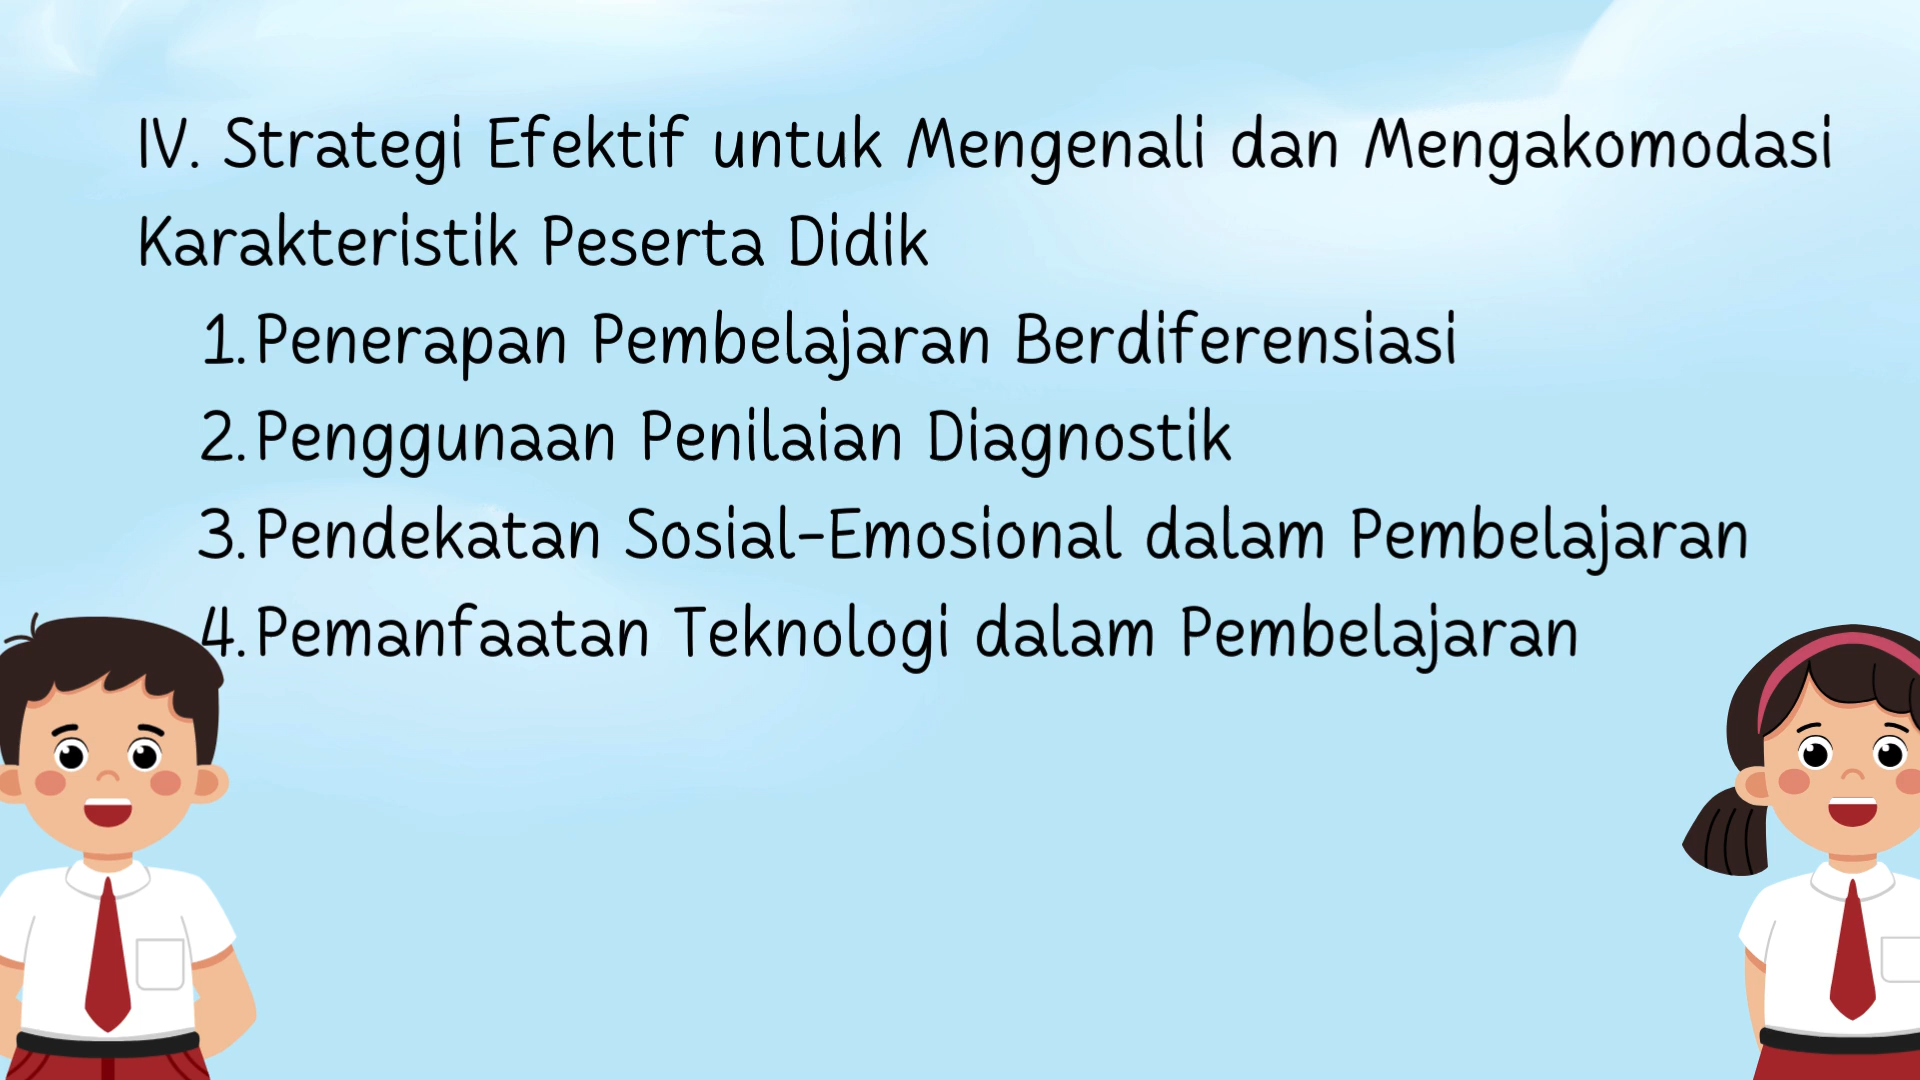 IV. Strategi Efektif untuk Mengenali dan Mengakomodasi
Karakteristik Peserta Didik
1. Penerapan Pembelajaran Berdiferensiasi
2. Penggunaan Penilaian Diagnostik
3. Pendekatan Sosial-Emosional dalam Pembelajaran
4. Pemanfaatan Teknologi dalam Pembelajaran